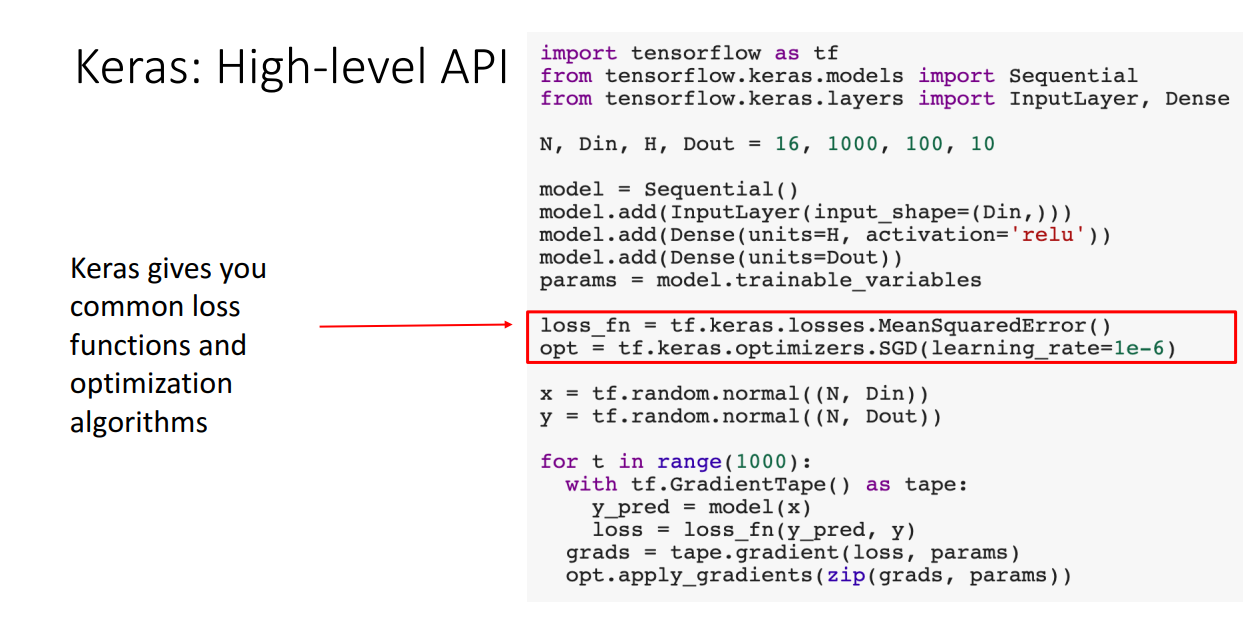 Keras: High-level API
Keras gives you
common loss
functions and
optimization
algorithms
import tensorflow as tf
from tensorflow.keras.models import Sequential
from tensorflow.keras.layers import InputLayer, Dense
N, Din, H, Dout = 16, 1000, 100, 10
model = Sequential()
model.add(InputLayer(input_shape=(Din,)))
model.add(Dense(units=H, activation='relu'))
model.add(Dense(units=Dout))
params = model.trainable_variables
loss_fn = tf.keras.losses.MeanSquaredError()
opt = tf.keras.optimizers.SGD(learning_rate=1e-6)
x = tf.random.normal((N, Din))
y = tf.random.normal((N, Dout))
for t in range(1000):
  with tf.GradientTape() as tape:
    y_pred = model(x)
    loss = loss_fn(y_pred, y)
  grads = tape.gradient(loss, params)
  opt.apply_gradients(zip(grads, params))